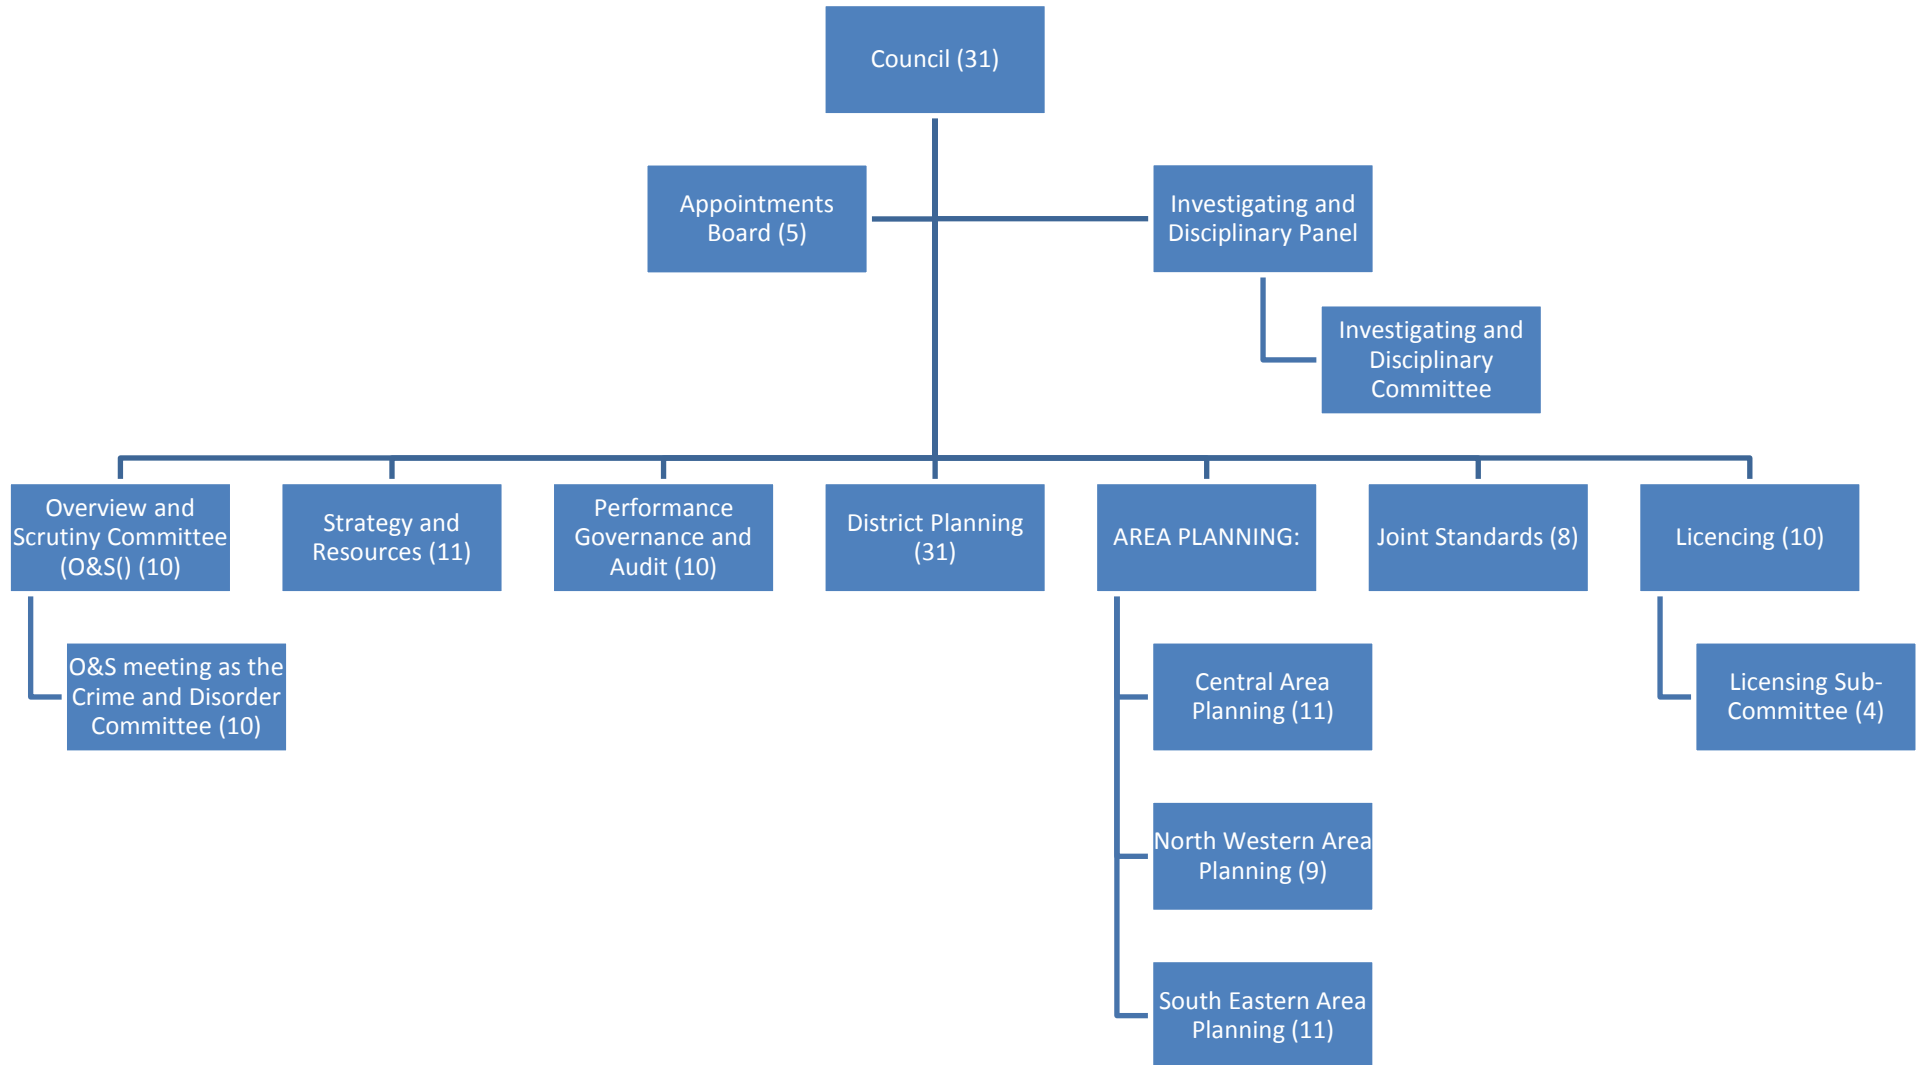 Council (31)
Appointments
Board (5)
Investigating and
Disciplinary Panel
Investigating and
Disciplinary
Committee
Overview and
Scrutiny Committee
(O&S() (10)
Strategy and
Resources (11)
Performance
Governance and
Audit (10)
District Planning
(31)
AREA PLANNING:
Joint Standards (8)
Licencing (10)
O&S meeting as the
Crime and Disorder
Committee (10)
Central Area
Planning (11)
Licensing Sub-
Committee (4)
North Western Area
Planning (9)
South Eastern Area
Planning (11)